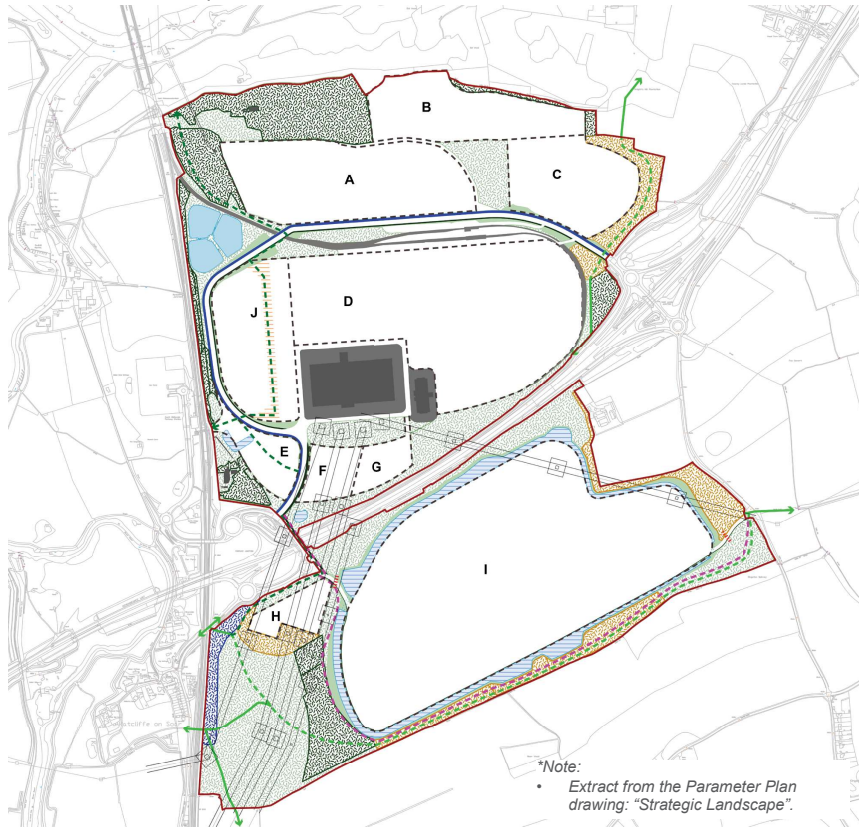 B
A
C
J
D
E
F
G
I
H
*Note:
• Extract from the Parameter Plan
drawing: “Strategic Landscape”.